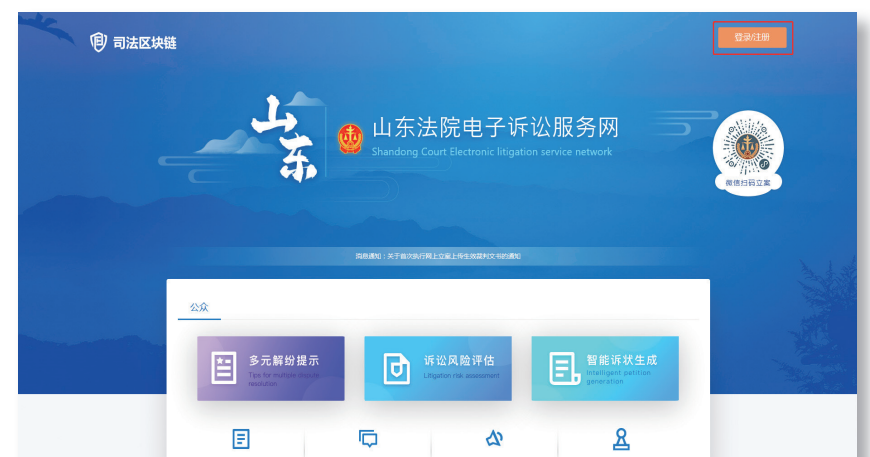 司法区块链
登录/注册
山东
山东法院电子诉讼服务网
Shandong Court Electronic litigation service network
微信扫码立案
消息通知：关于首次执行网上立案上传生效裁判文书的通知
公众
多元解纷提示
Tips for multiple dispute
resolution
诉讼风险评估
Litigation risk assessment
智能诉状生成
Intelligent petition
generation